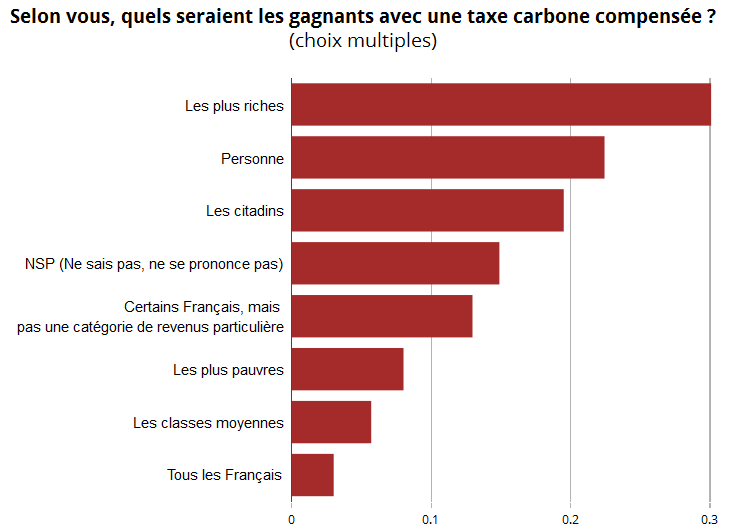 Selon vous, quels seraient les gagnants avec une taxe carbone compensée ?
(choix multiples)
Les plus riches
Personne
Les citadins
NSP (Ne sais pas, ne se prononce pas)
Certains Français, mais
pas une catégorie de revenus particulière
Les plus pauvres
Les classes moyennes
Tous les Français
0 0.1 0.2 0.3